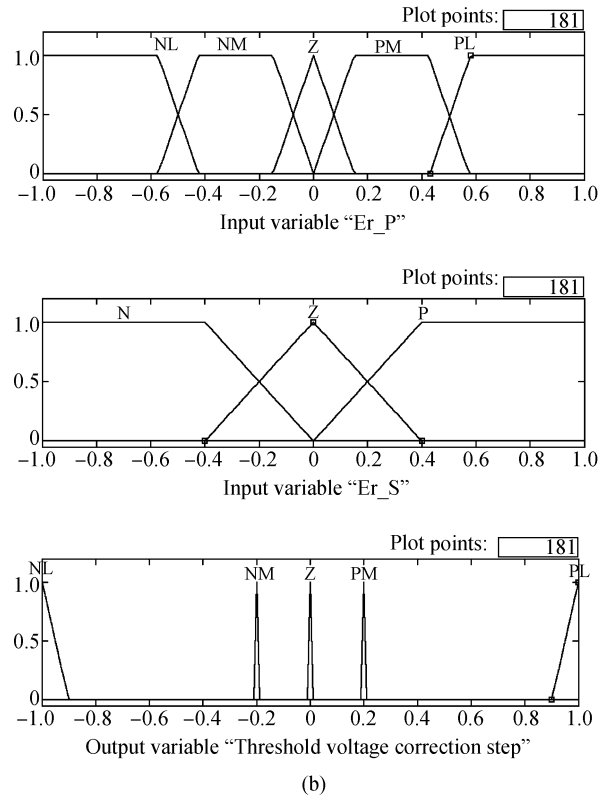 Plot points: 181
NL NM Z PM PL
1.0
0.5
0
−1.0 −0.8 −0.6 −0.4 −0.2 0 0.2 0.4 0.6 0.8 1.0
Input variable “Er_P”
Plot points: 181
N Z P
1.0
0.5
0
−1.0 −0.8 −0.6 −0.4 −0.2 0 0.2 0.4 0.6 0.8 1.0
Input variable “Er_S”
Plot points: 181
NL NM Z PM PL
1.0
0.5
0
−1.0 −0.8 −0.6 −0.4 −0.2 0 0.2 0.4 0.6 0.8 1.0
Output variable “Threshold voltage correction step”
(b)